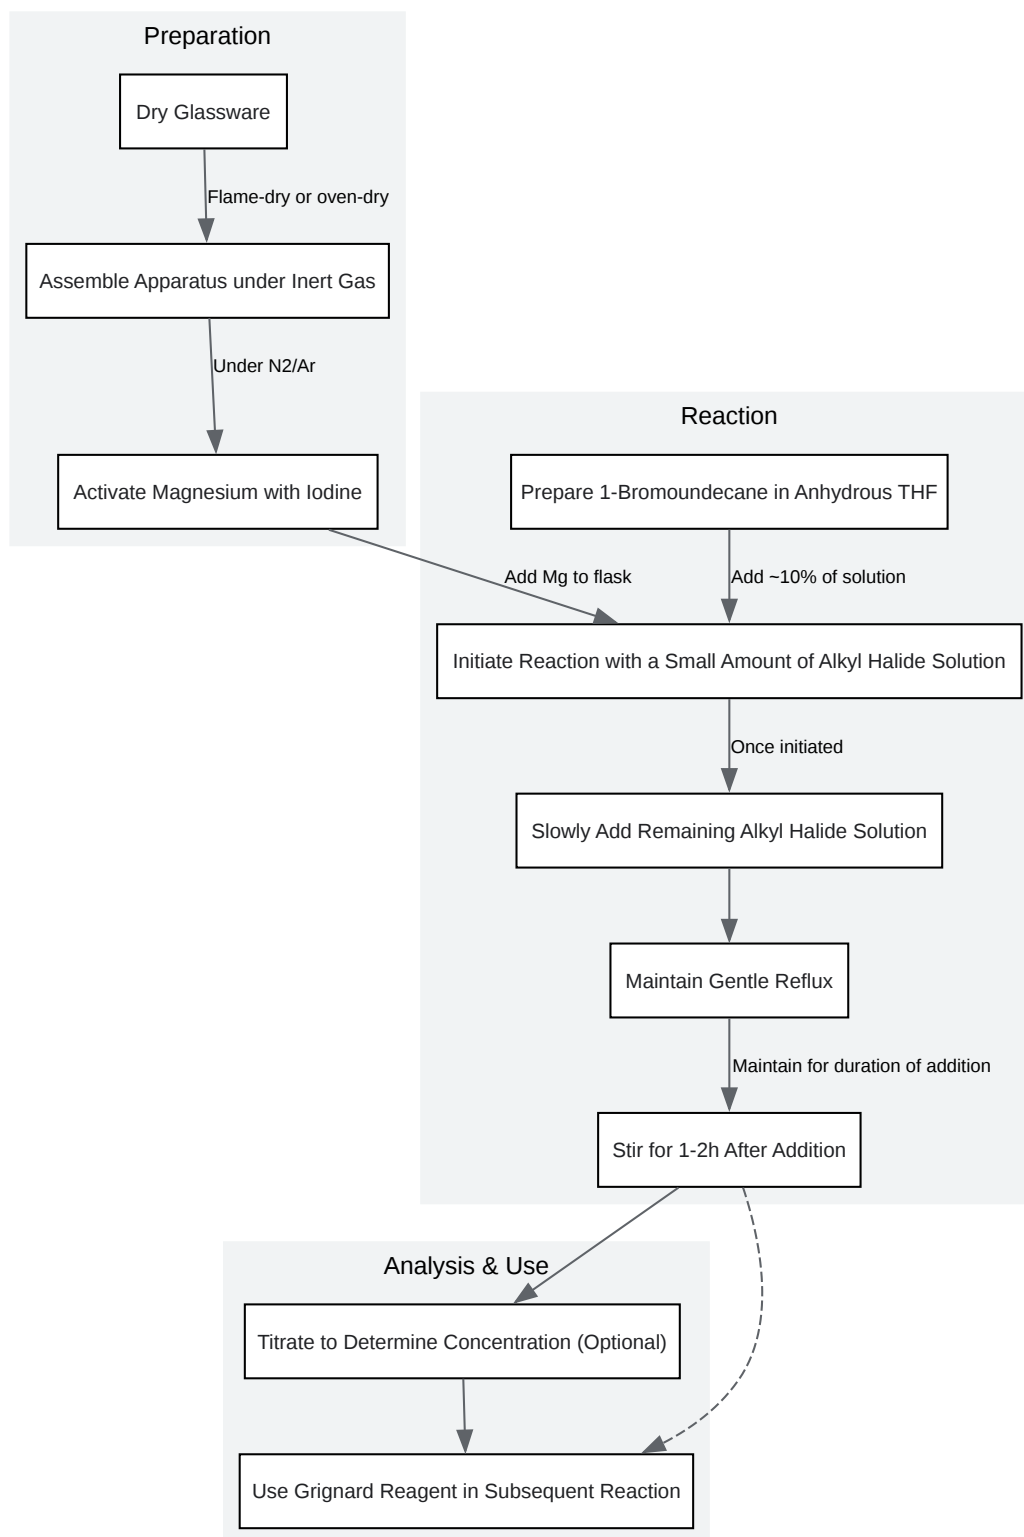 Preparation
Dry Glassware
Flame-dry or oven-dry
Assemble Apparatus under Inert Gas
Under N2/Ar
Activate Magnesium with Iodine
Reaction
Prepare 1-Bromoundecane in Anhydrous THF
Add Mg to flask
Add ~10% of solution
Initiate Reaction with a Small Amount of Alkyl Halide Solution
Once initiated
Slowly Add Remaining Alkyl Halide Solution
Maintain Gentle Reflux
Maintain for duration of addition
Stir for 1-2h After Addition
Analysis & Use
Titrate to Determine Concentration (Optional)
Use Grignard Reagent in Subsequent Reaction